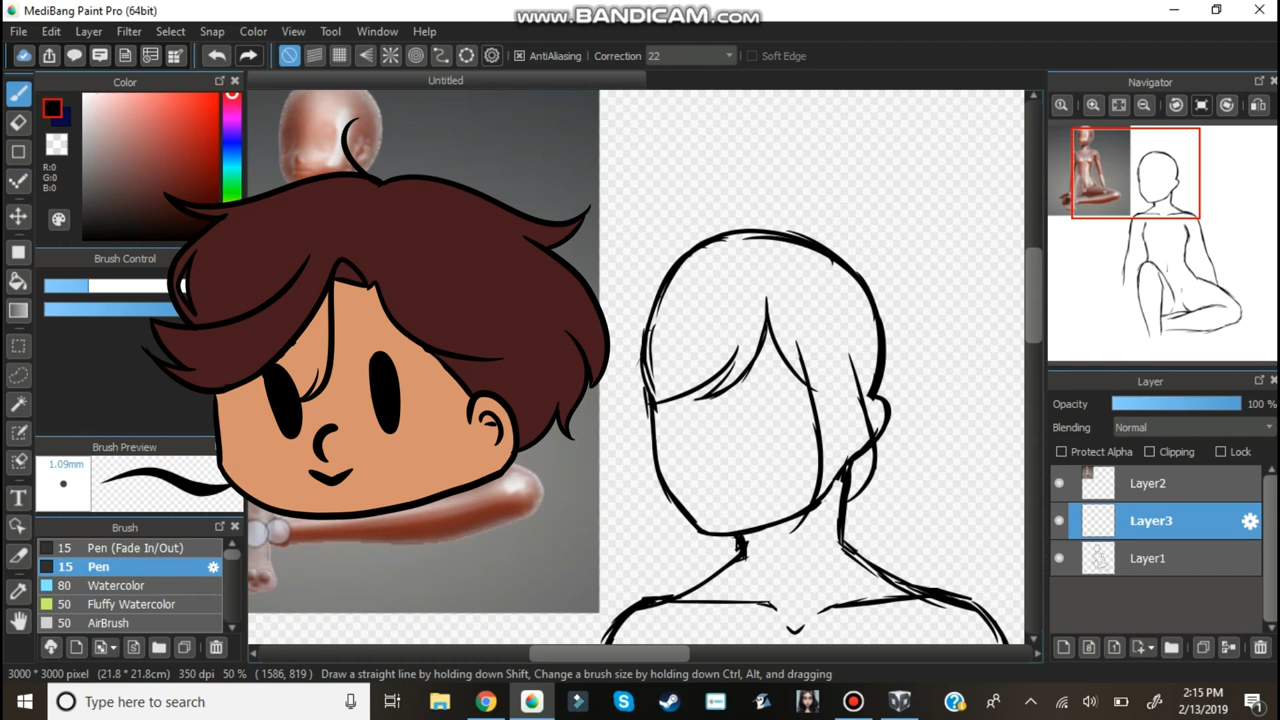 MediBang Paint Pro (64bit)
www.BANDICAM.com
File Edit Layer Filter Select Snap Color View Tool Window Help
AntiAliasing Correction 22 Soft Edge
Color
Untitled
Navigator
R:0
G:0
B:0
Brush Control
Brush Preview
1.09mm
Brush
15 Pen (Fade In/Out)
15 Pen
80 Watercolor
50 Fluffy Watercolor
50 AirBrush
Layer
Opacity 100 %
Blending Normal
Protect Alpha Clipping Lock
Layer2
Layer3
Layer1
3000 * 3000 pixel (21.8 * 21.8cm) 350 dpi 50 % ( 1586, 819 ) Draw a straight line by holding down Shift, Change a brush size by holding down Ctrl, Alt, and dragging
Type here to search
2:15 PM
2/13/2019